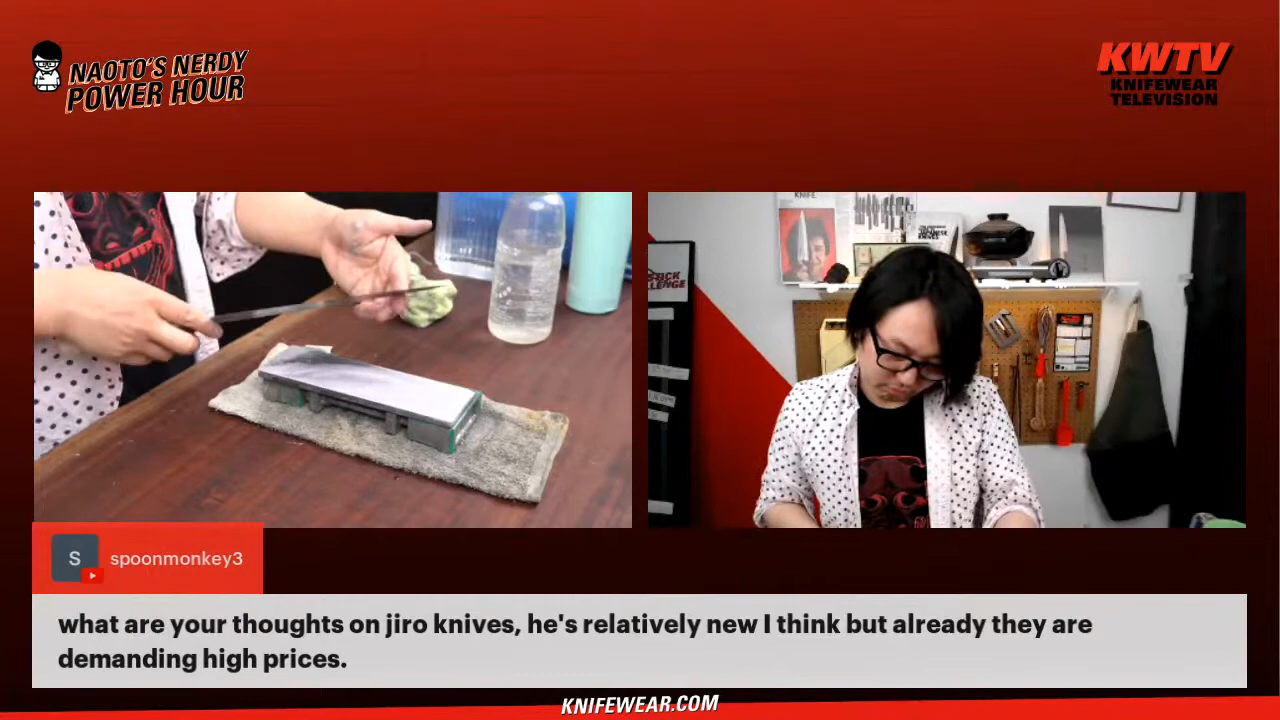 NAOTO'S NERDY
POWER HOUR
KWTV
KNIFEWEAR
TELEVISION
KNIFE
S
spoonmonkey3
what are your thoughts on jiro knives, he's relatively new I think but already they are
demanding high prices.
KNIFEWEAR.COM